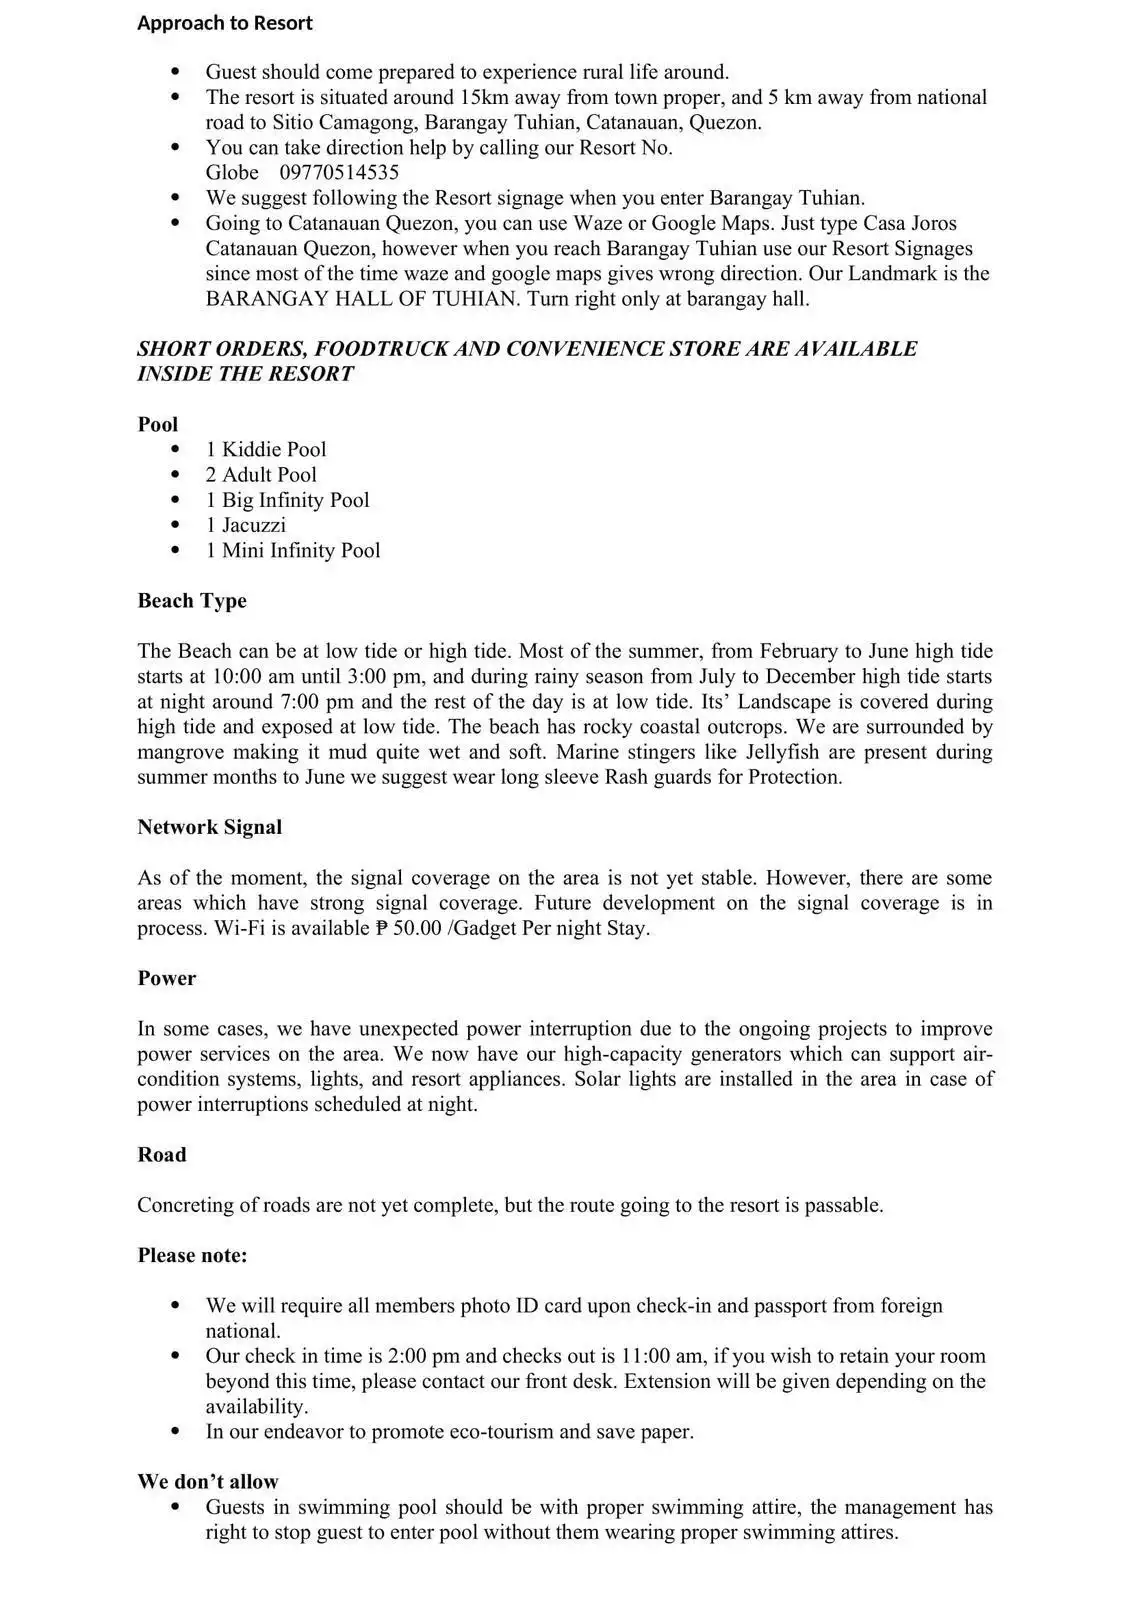 Approach to Resort
• Guest should come prepared to experience rural life around.
• The resort is situated around 15km away from town proper, and 5 km away from national
road to Sitio Camagong, Barangay Tuhian, Catanauan, Quezon.
• You can take direction help by calling our Resort No.
Globe 09770514535
• We suggest following the Resort signage when you enter Barangay Tuhian.
• Going to Catanauan Quezon, you can use Waze or Google Maps. Just type Casa Joros
Catanauan Quezon, however when you reach Barangay Tuhian use our Resort Signages
since most of the time waze and google maps gives wrong direction. Our Landmark is the
BARANGAY HALL OF TUHIAN. Turn right only at barangay hall.
SHORT ORDERS, FOODTRUCK AND CONVENIENCE STORE ARE AVAILABLE
INSIDE THE RESORT
Pool
• 1 Kiddie Pool
• 2 Adult Pool
• 1 Big Infinity Pool
• 1 Jacuzzi
• 1 Mini Infinity Pool
Beach Type
The Beach can be at low tide or high tide. Most of the summer, from February to June high tide
starts at 10:00 am until 3:00 pm, and during rainy season from July to December high tide starts
at night around 7:00 pm and the rest of the day is at low tide. Its’ Landscape is covered during
high tide and exposed at low tide. The beach has rocky coastal outcrops. We are surrounded by
mangrove making it mud quite wet and soft. Marine stingers like Jellyfish are present during
summer months to June we suggest wear long sleeve Rash guards for Protection.
Network Signal
As of the moment, the signal coverage on the area is not yet stable. However, there are some
areas which have strong signal coverage. Future development on the signal coverage is in
process. Wi-Fi is available ₱ 50.00 /Gadget Per night Stay.
Power
In some cases, we have unexpected power interruption due to the ongoing projects to improve
power services on the area. We now have our high-capacity generators which can support air-
condition systems, lights, and resort appliances. Solar lights are installed in the area in case of
power interruptions scheduled at night.
Road
Concreting of roads are not yet complete, but the route going to the resort is passable.
Please note:
• We will require all members photo ID card upon check-in and passport from foreign
national.
• Our check in time is 2:00 pm and checks out is 11:00 am, if you wish to retain your room
beyond this time, please contact our front desk. Extension will be given depending on the
availability.
• In our endeavor to promote eco-tourism and save paper.
We don’t allow
• Guests in swimming pool should be with proper swimming attire, the management has
right to stop guest to enter pool without them wearing proper swimming attires.